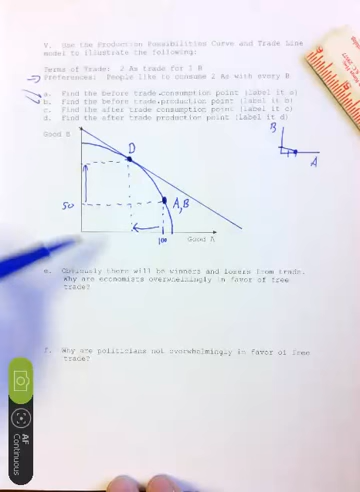 V. Use the Production Possibilities Curve and Trade Line
model to illustrate the following:
Terms of Trade: 2 As trade for 1 B
Preferences: People like to consume 2 As with every B
a. Find the before trade consumption point (label it a)
b. Find the before trade production point (label it b)
c. Find the after trade consumption point (label it c)
d. Find the after trade production point (label it d)
Good B
B
A
D
50
A,B
100
Good A
e. Obviously there will be winners and losers from trade.
Why are economists overwhelmingly in favor of free
trade?
f. Why are politicians not overwhelmingly in favor of free
trade?
AF
Continuous